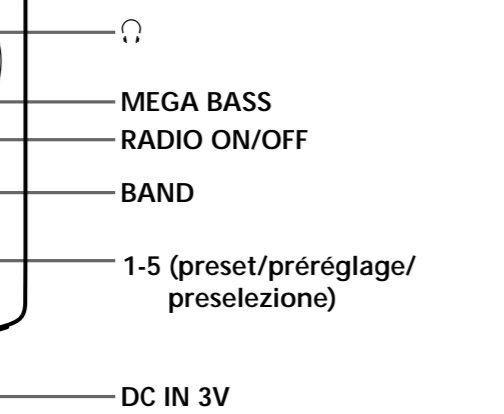 MEGA BASS
RADIO ON/OFF
BAND
1-5 (preset/préréglage/
preselezione)
DC IN 3V